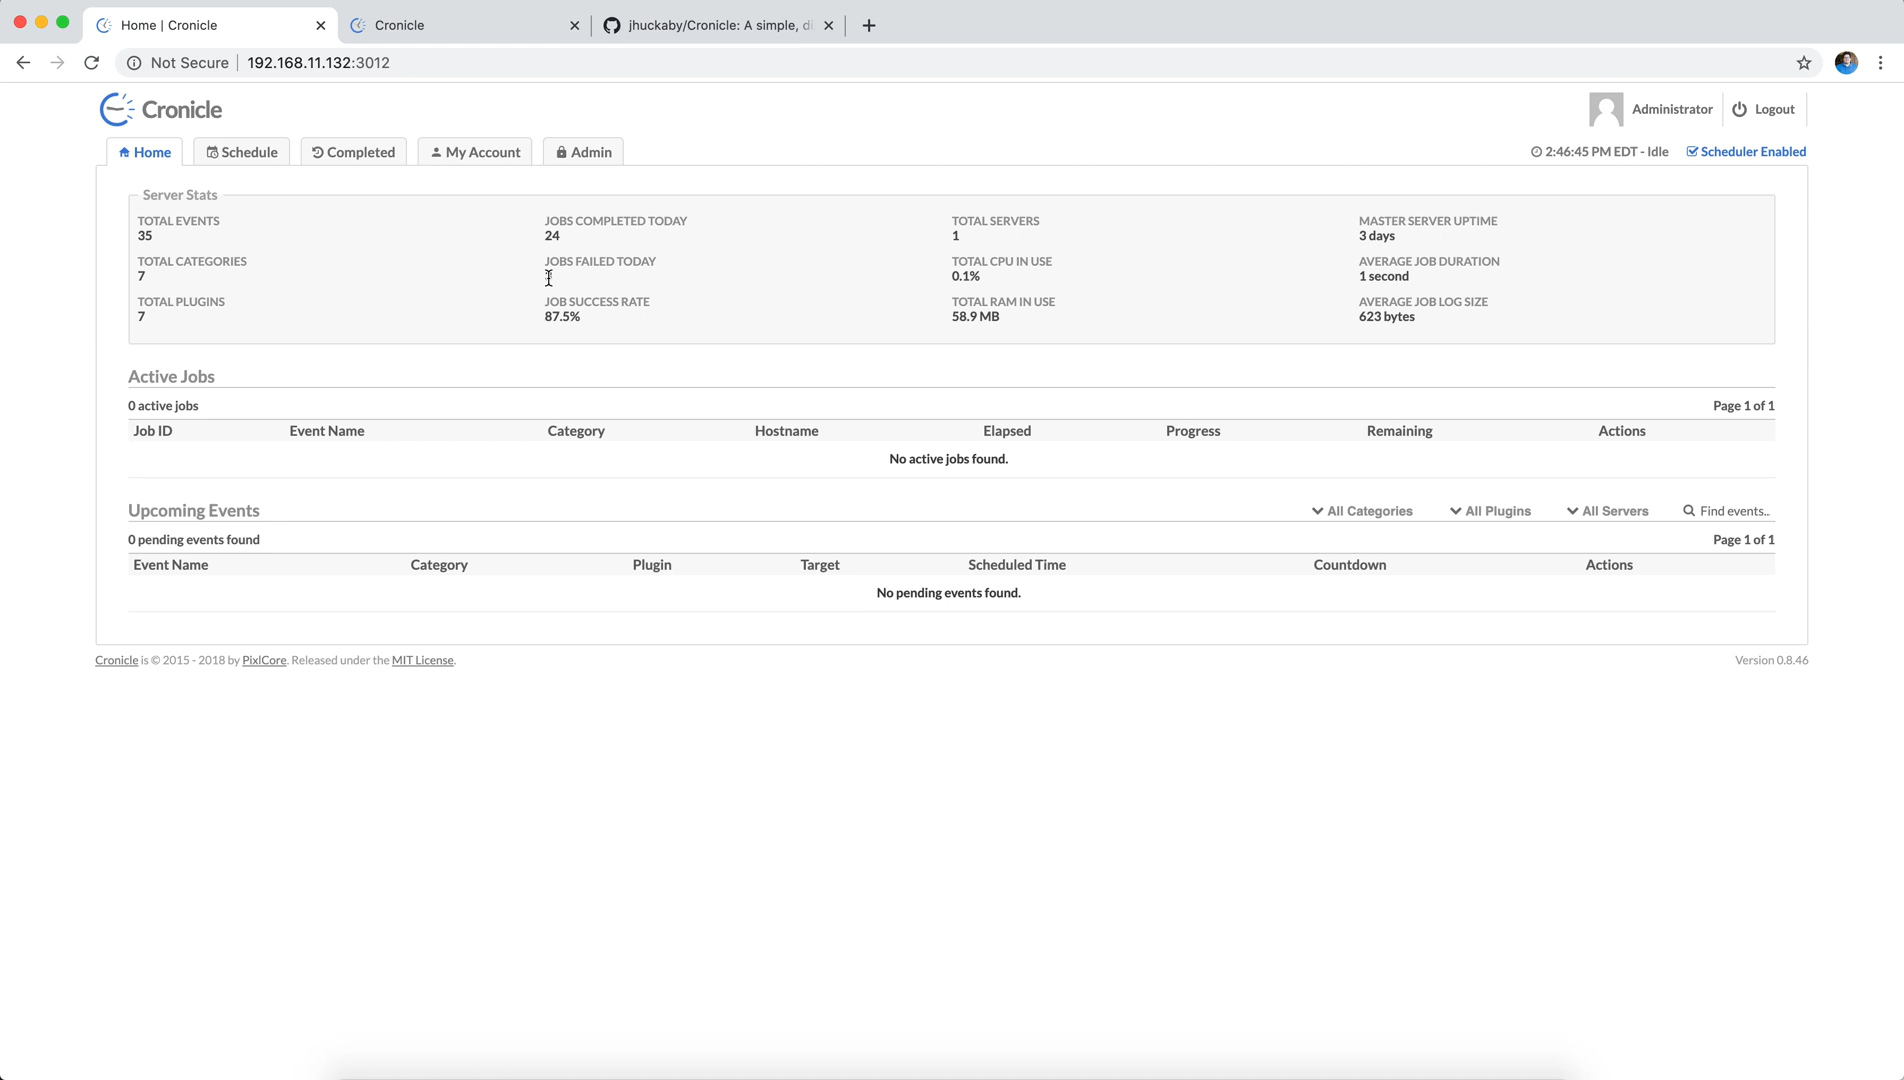 Home | Cronicle
Cronicle
jhuckaby/Cronicle: A simple, di
Not Secure | 192.168.11.132:3012
Cronicle
Administrator
Logout
Home
Schedule
Completed
My Account
Admin
2:46:45 PM EDT - Idle
Scheduler Enabled
Server Stats
TOTAL EVENTS
35
JOBS COMPLETED TODAY
24
TOTAL SERVERS
1
MASTER SERVER UPTIME
3 days
TOTAL CATEGORIES
7
JOBS FAILED TODAY
TOTAL CPU IN USE
0.1%
AVERAGE JOB DURATION
1 second
TOTAL PLUGINS
7
JOB SUCCESS RATE
87.5%
TOTAL RAM IN USE
58.9 MB
AVERAGE JOB LOG SIZE
623 bytes
Active Jobs
0 active jobs
Page 1 of 1
Job ID Event Name Category Hostname Elapsed Progress Remaining Actions
No active jobs found.
Upcoming Events
All Categories
All Plugins
All Servers
Find events..
0 pending events found
Page 1 of 1
Event Name Category Plugin Target Scheduled Time Countdown Actions
No pending events found.
Cronicle is © 2015 - 2018 by PixlCore. Released under the MIT License.
Version 0.8.46